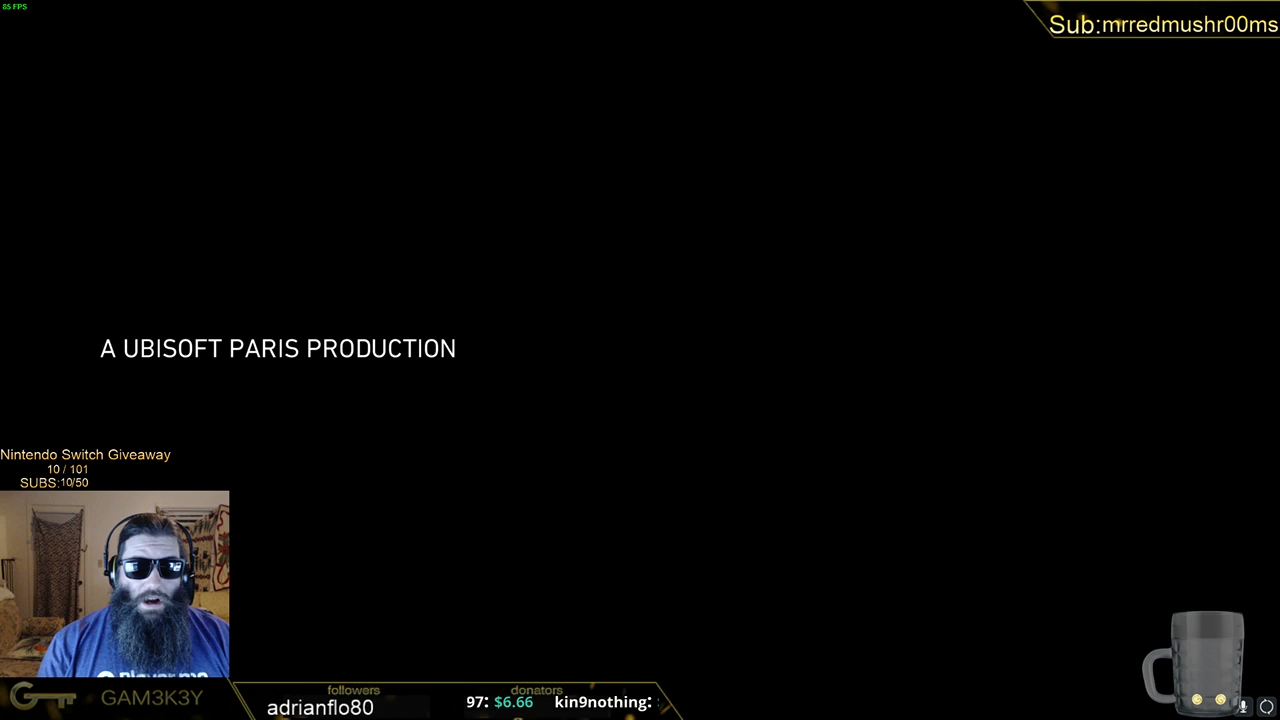 85 FPS
Sub:mrredmushr00ms
A UBISOFT PARIS PRODUCTION
Nintendo Switch Giveaway
10 / 101
SUBS:10/50
GAM3K3Y
followers
adrianflo80
donators
97: $6.66 kin9nothing: